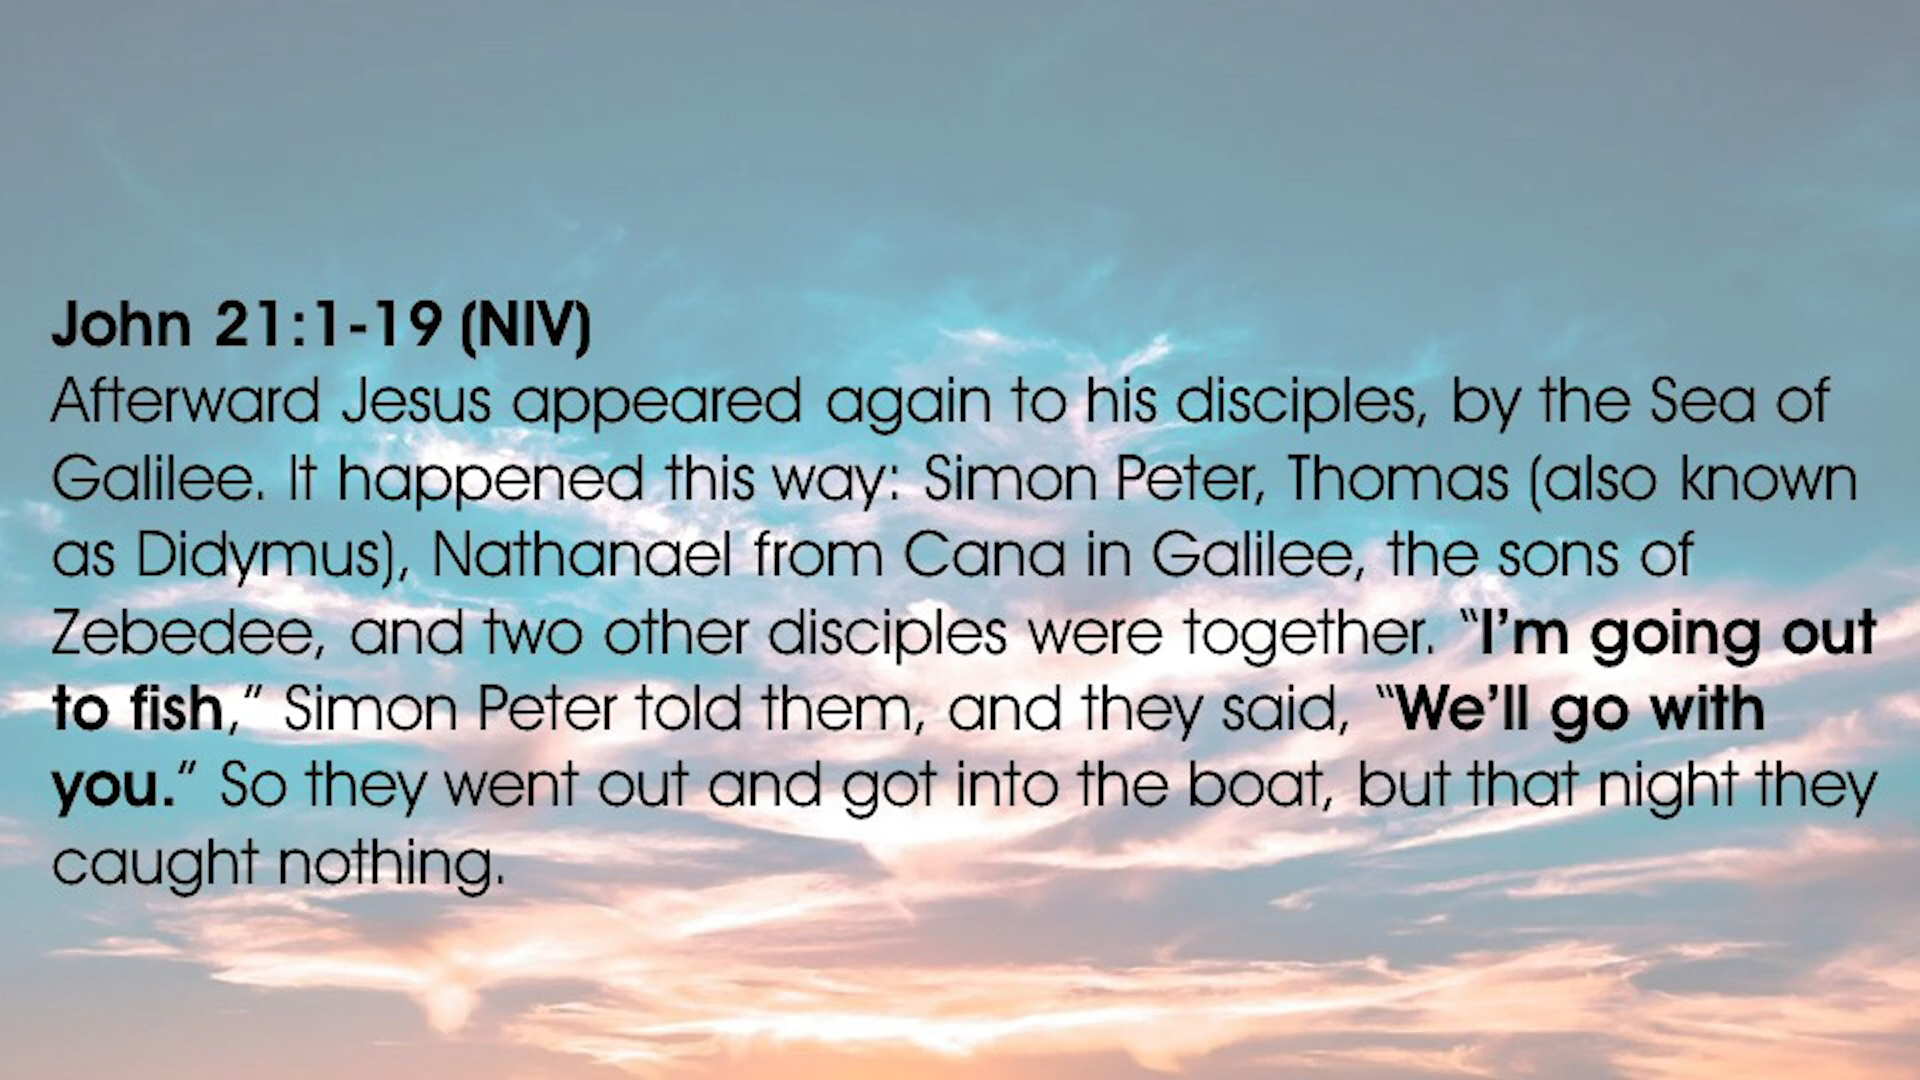 John 21:1-19 (NIV)
Afterward Jesus appeared again to his disciples, by the Sea of
Galilee. It happened this way: Simon Peter, Thomas (also known
as Didymus), Nathanael from Cana in Galilee, the sons of
Zebedee, and two other disciples were together. “I’m going out
to fish,” Simon Peter told them, and they said, “We’ll go with
you.” So they went out and got into the boat, but that night they
caught nothing.